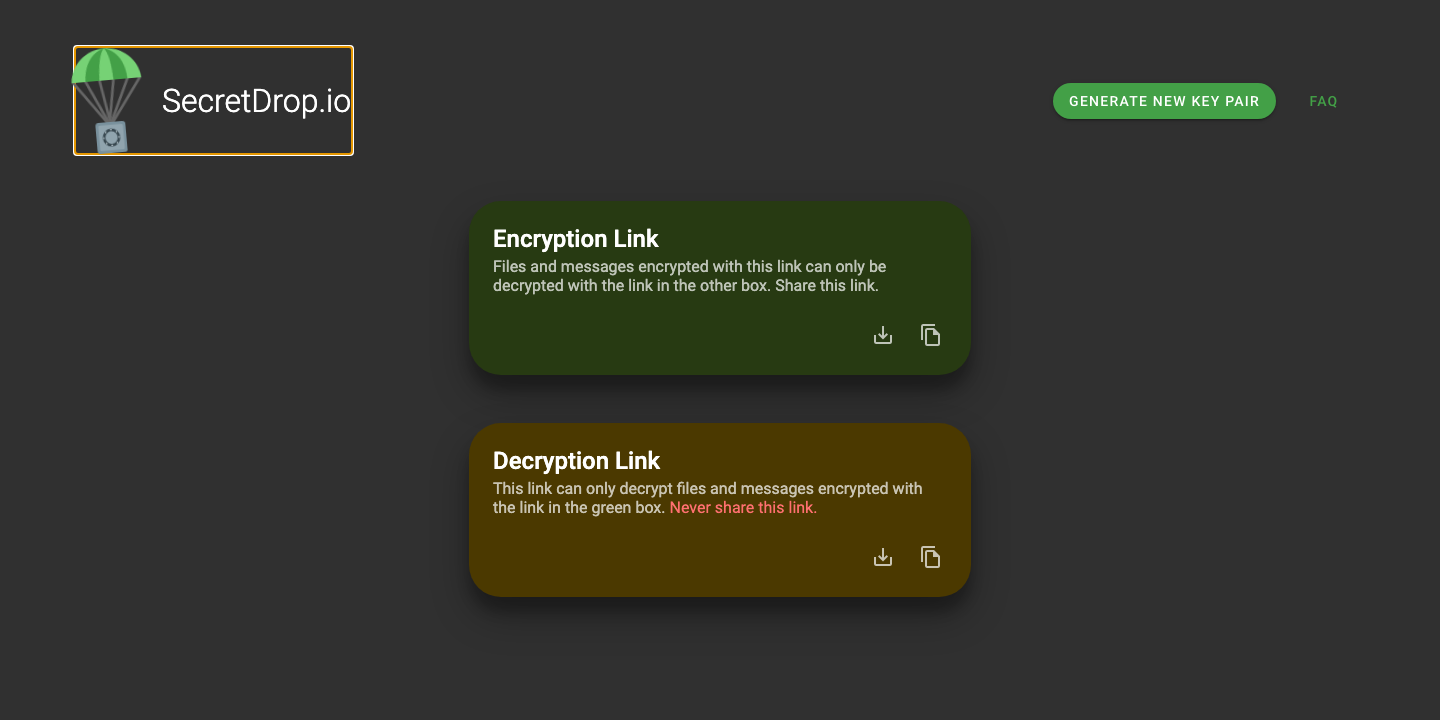 SecretDrop.io
GENERATE NEW KEY PAIR
FAQ
Encryption Link
Files and messages encrypted with this link can only be
decrypted with the link in the other box. Share this link.
Decryption Link
This link can only decrypt files and messages encrypted with
the link in the green box. Never share this link.